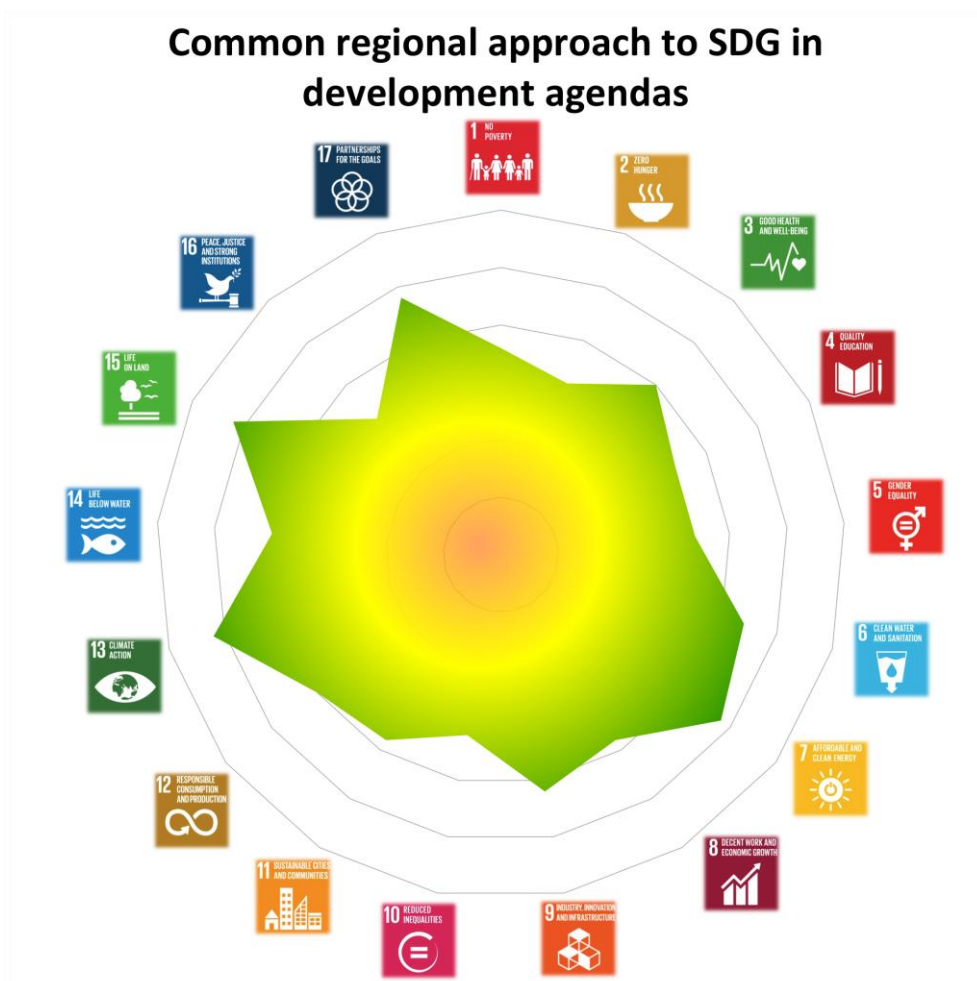 Common regional approach to SDG in
development agendas
1 NO
POVERTY
2 ZERO
HUNGER
3 GOOD HEALTH
AND WELL-BEING
4 QUALITY
EDUCATION
5 GENDER
EQUALITY
6 CLEAN WATER
AND SANITATION
7 AFFORDABLE AND
CLEAN ENERGY
8 DECENT WORK AND
ECONOMIC GROWTH
9 INDUSTRY, INNOVATION
AND INFRASTRUCTURE
10 REDUCED
INEQUALITIES
11 SUSTAINABLE CITIES
AND COMMUNITIES
12 RESPONSIBLE
CONSUMPTION
AND PRODUCTION
13 CLIMATE
ACTION
14 LIFE
BELOW WATER
15 LIFE
ON LAND
16 PEACE, JUSTICE
AND STRONG
INSTITUTIONS
17 PARTNERSHIPS
FOR THE GOALS